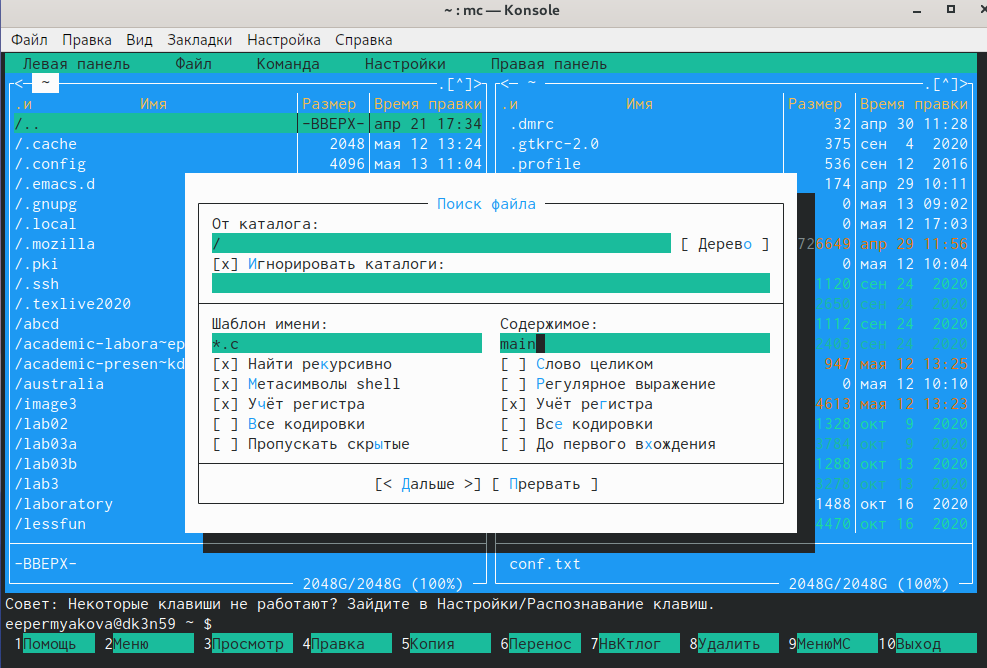 ~ : mc — Konsole
Файл Правка Вид Закладки Настройка Справка
Левая панель Файл Команда Настройки Правая панель
<─ ~ .[^]> <─ ~ .[^]>
.и Имя Размер Время правки .и Имя Размер Время правки
/.. -ВВЕРХ- апр 21 17:34 .dmrc 32 апр 30 11:28
/.cache 2048 мая 12 13:24 .gtkrc-2.0 375 сен 4 2020
/.config 4096 мая 13 11:04 .profile 536 сен 12 2016
/.emacs.d 174 апр 29 10:11
Поиск файла
/.gnupg 0 мая 13 09:02
От каталога:
/.local 0 мая 12 17:03
/ [ Дерево ]
/.mozilla 726649 апр 29 11:56
[x] Игнорировать каталоги:
/.pki 0 мая 12 10:04
/.ssh 1120 сен 24 2020
/.texlive2020 2650 сен 24 2020
Шаблон имени: Содержимое:
/abcd 1112 сен 24 2020
*.c main
/academic-labora~ep 2403 сен 24 2020
[x] Найти рекурсивно [ ] Слово целиком
/academic-presen~kd 947 мая 12 13:25
[x] Метасимволы shell [ ] Регулярное выражение
/australia 0 мая 12 10:10
[x] Учёт регистра [x] Учёт регистра
/image3 4613 мая 12 13:23
[ ] Все кодировки [ ] Все кодировки
/lab02 1328 окт 9 2020
[ ] Пропускать скрытые [ ] До первого вхождения
/lab03a 3784 окт 9 2020
/lab03b 1288 окт 13 2020
[< Дальше >] [ Прервать ]
/lab3 3278 окт 13 2020
/laboratory 1488 окт 16 2020
/lessfun 4470 окт 16 2020
-ВВЕРХ- conf.txt
2048G/2048G (100%) 2048G/2048G (100%)
Совет: Некоторые клавиши не работают? Зайдите в Настройки/Распознавание клавиш.
eepermyakova@dk3n59 ~ $
1Помощь 2Меню 3Просмотр 4Правка 5Копия 6Перенос 7НвКтлог 8Удалить 9МенюМС 10Выход